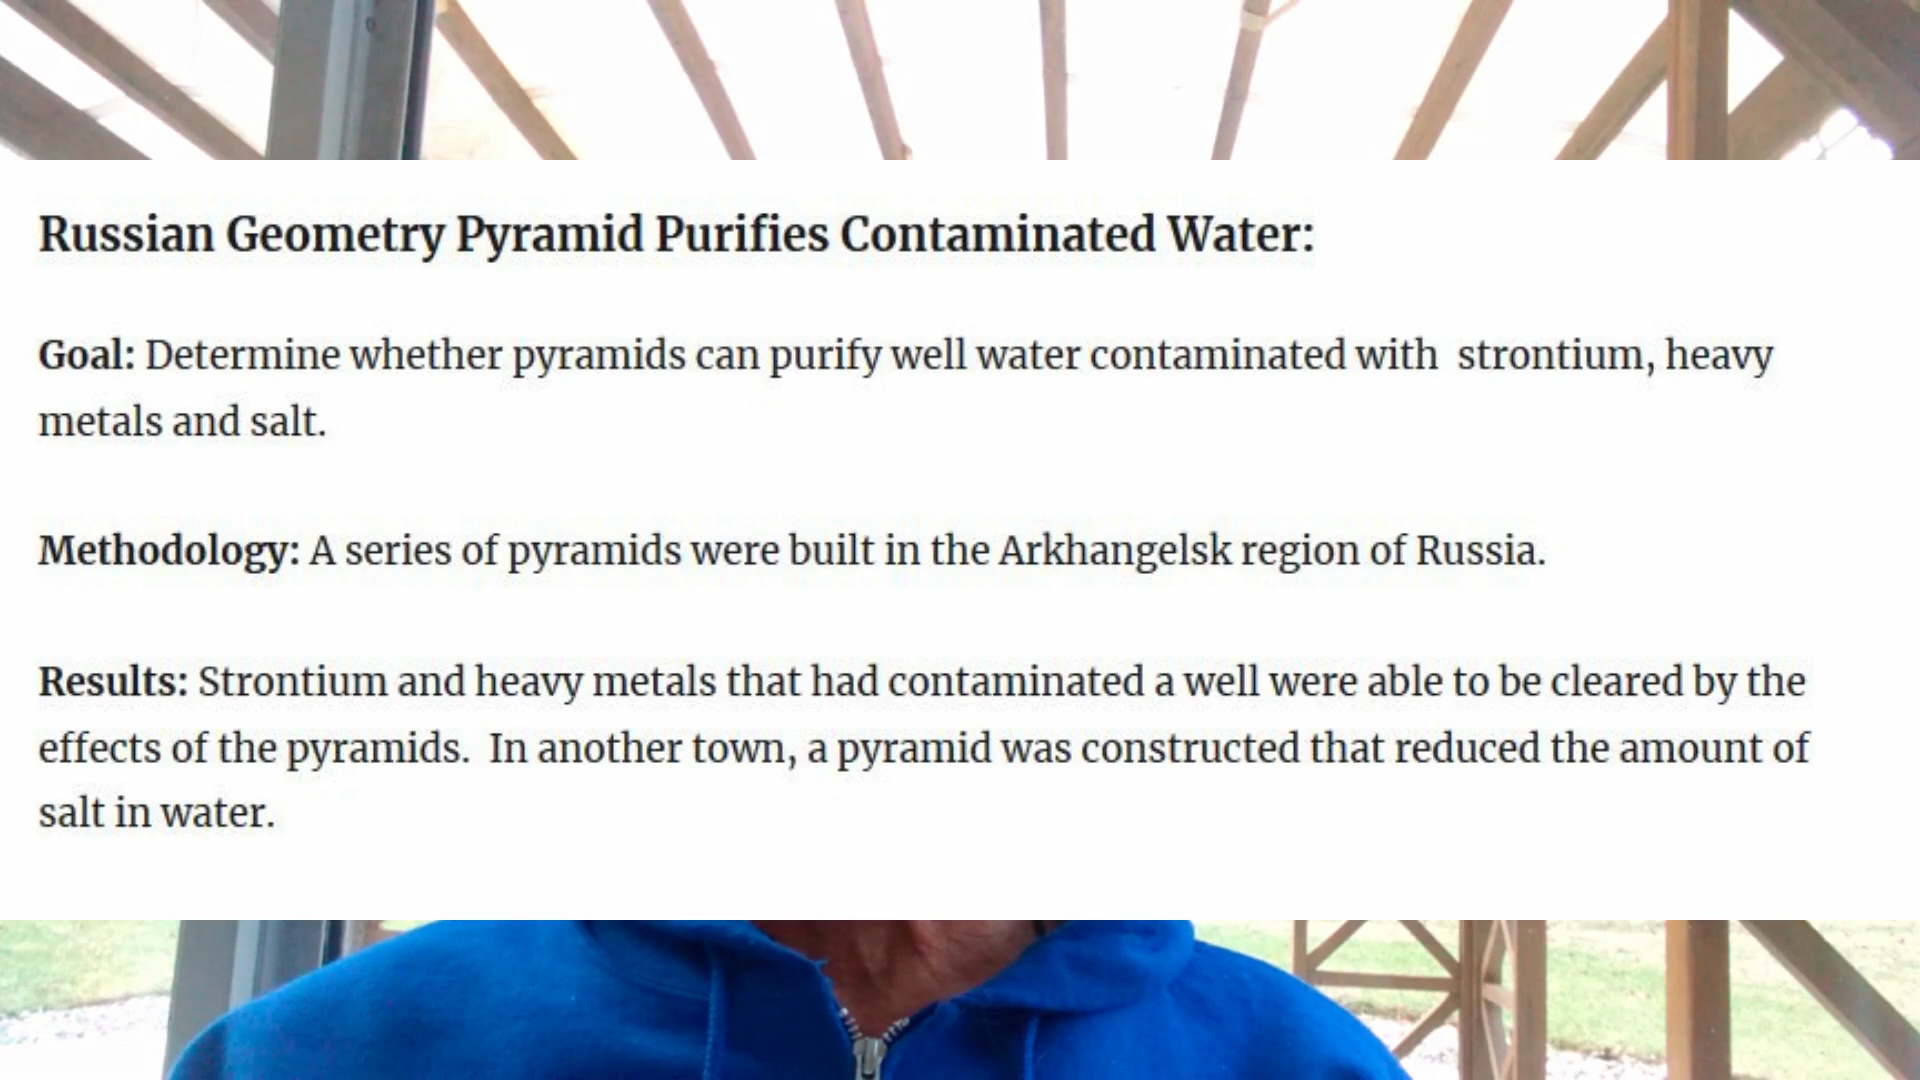 Russian Geometry Pyramid Purifies Contaminated Water:
Goal: Determine whether pyramids can purify well water contaminated with  strontium, heavy
metals and salt.
Methodology: A series of pyramids were built in the Arkhangelsk region of Russia.
Results: Strontium and heavy metals that had contaminated a well were able to be cleared by the
effects of the pyramids.  In another town, a pyramid was constructed that reduced the amount of
salt in water.